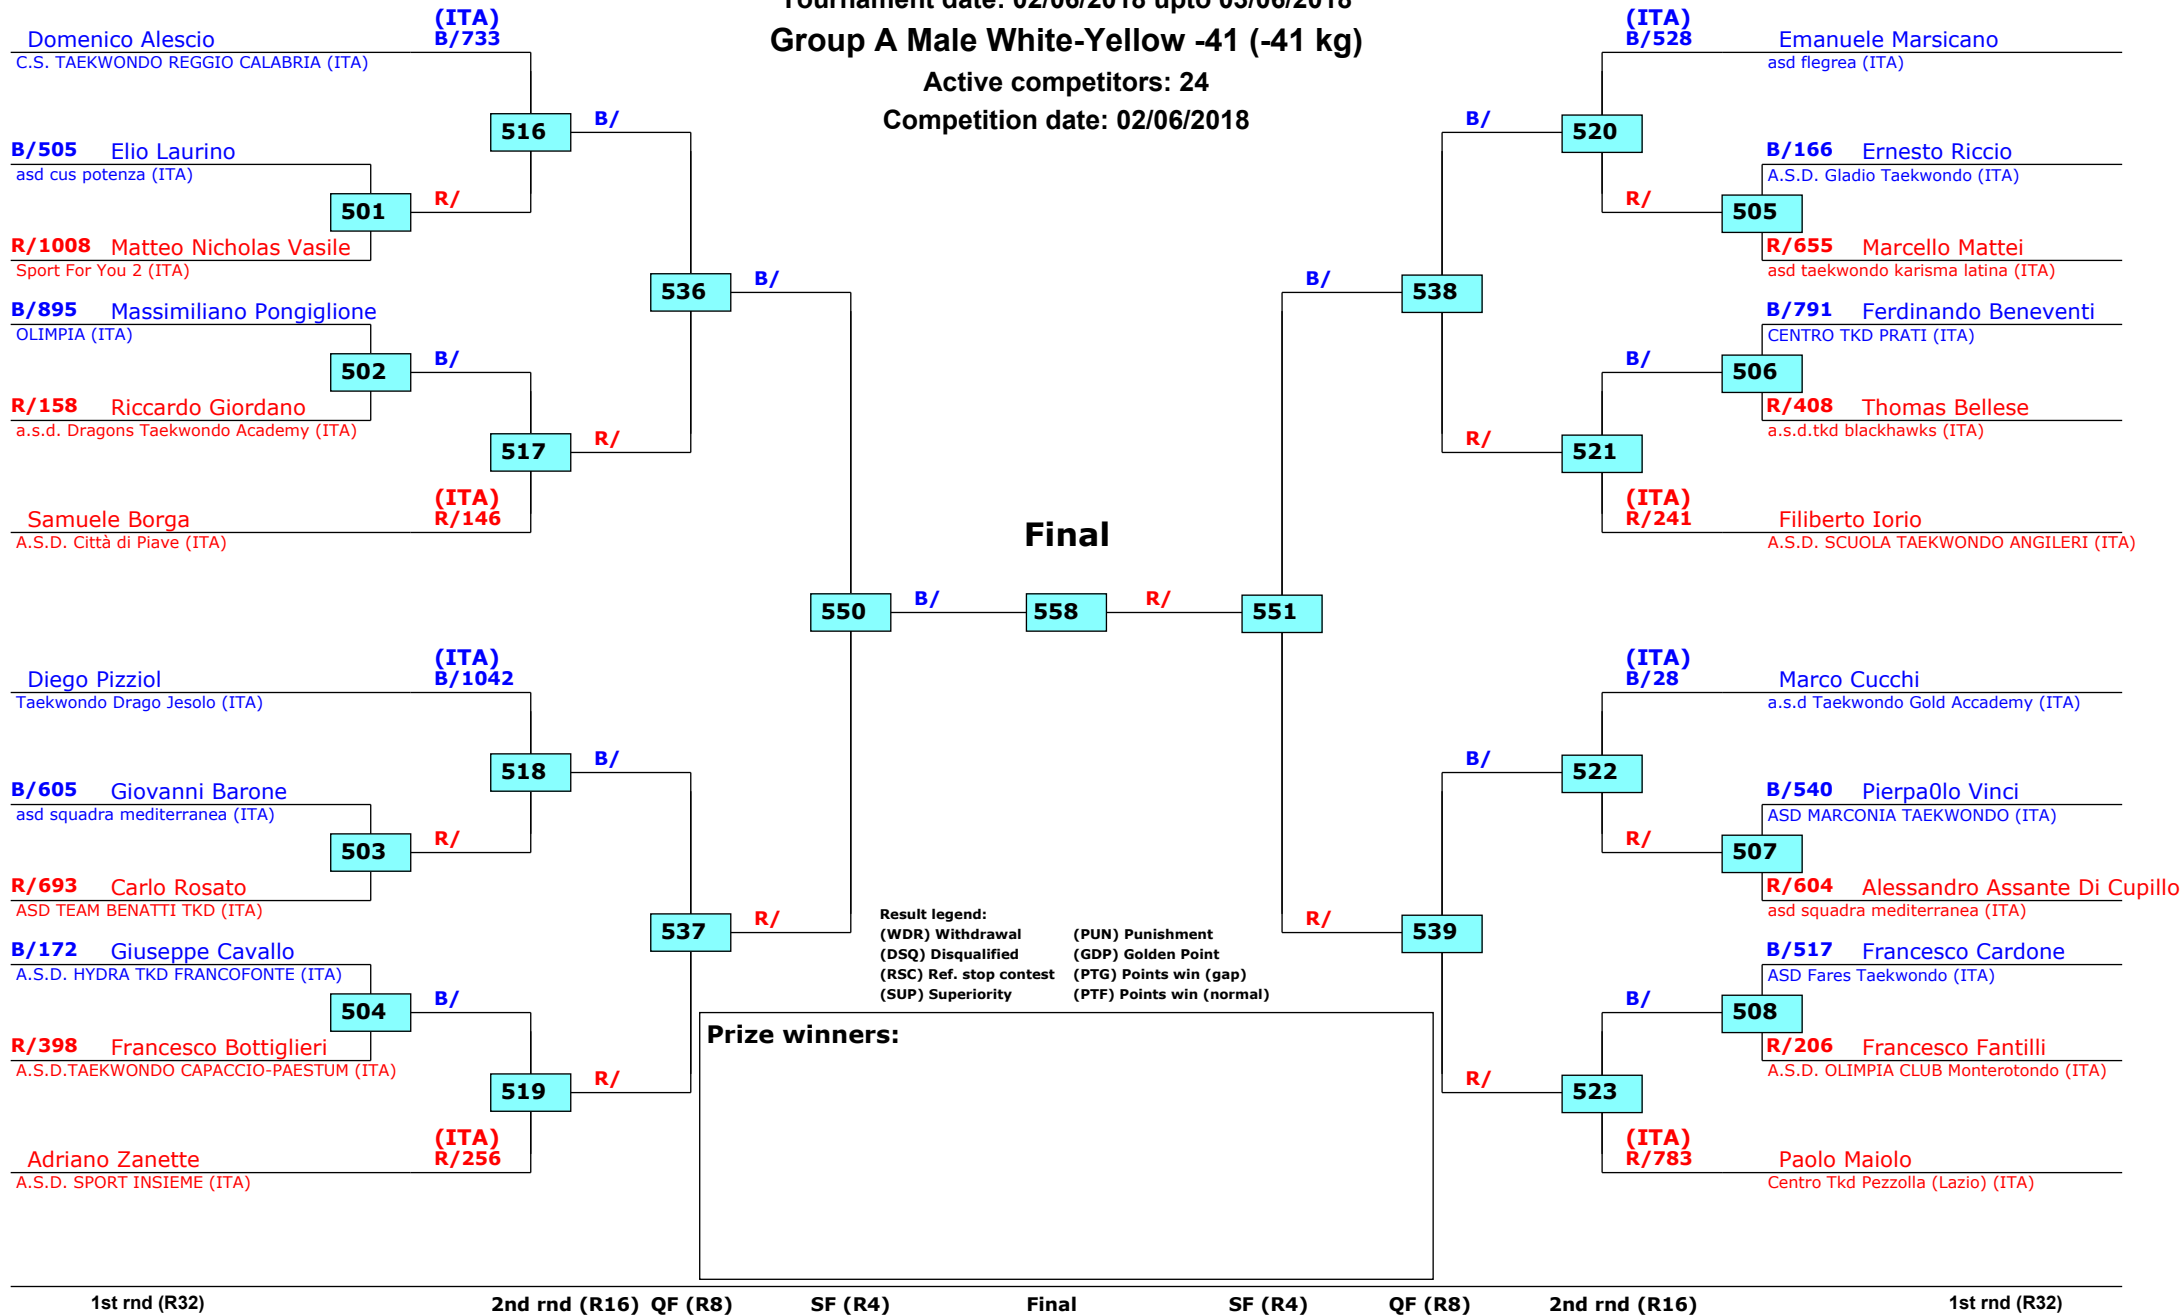 Tournament date: 02/06/2018 upto 03/06/2018
Group A Male White-Yellow -41 (-41 kg)
Active competitors: 24
Competition date: 02/06/2018
(ITA)
Domenico Alescio B/733
C.S. TAEKWONDO REGGIO CALABRIA (ITA)
516 B/
B/505 Elio Laurino
asd cus potenza (ITA)
501 R/
R/1008 Matteo Nicholas Vasile
Sport For You 2 (ITA)
536 B/
B/895 Massimiliano Pongiglione
OLIMPIA (ITA)
502 B/
R/158 Riccardo Giordano
a.s.d. Dragons Taekwondo Academy (ITA)
517 R/
(ITA)
Samuele Borga R/146
A.S.D. Città di Piave (ITA)
Final
550 B/ 558 R/ 551
(ITA)
Diego Pizziol B/1042
Taekwondo Drago Jesolo (ITA)
518 B/
B/605 Giovanni Barone
asd squadra mediterranea (ITA)
503 R/
R/693 Carlo Rosato
ASD TEAM BENATTI TKD (ITA)
537 R/
B/172 Giuseppe Cavallo
A.S.D. HYDRA TKD FRANCOFONTE (ITA)
504 B/
R/398 Francesco Bottiglieri
A.S.D.TAEKWONDO CAPACCIO-PAESTUM (ITA)
519 R/
(ITA)
Adriano Zanette R/256
A.S.D. SPORT INSIEME (ITA)
(ITA)
B/528 Emanuele Marsicano
asd flegrea (ITA)
B/ 520
B/166 Ernesto Riccio
A.S.D. Gladio Taekwondo (ITA)
R/ 505
R/655 Marcello Mattei
asd taekwondo karisma latina (ITA)
B/ 538
B/791 Ferdinando Beneventi
CENTRO TKD PRATI (ITA)
B/ 506
R/408 Thomas Bellese
a.s.d.tkd blackhawks (ITA)
R/ 521
(ITA)
R/241 Filiberto Iorio
A.S.D. SCUOLA TAEKWONDO ANGILERI (ITA)
(ITA)
B/28 Marco Cucchi
a.s.d Taekwondo Gold Accademy (ITA)
B/ 522
B/540 Pierpa0lo Vinci
ASD MARCONIA TAEKWONDO (ITA)
R/ 507
R/604 Alessandro Assante Di Cupillo
asd squadra mediterranea (ITA)
R/ 539
B/517 Francesco Cardone
ASD Fares Taekwondo (ITA)
B/ 508
R/206 Francesco Fantilli
A.S.D. OLIMPIA CLUB Monterotondo (ITA)
R/ 523
(ITA)
R/783 Paolo Maiolo
Centro Tkd Pezzolla (Lazio) (ITA)
Result legend:
(WDR) Withdrawal (PUN) Punishment
(DSQ) Disqualified (GDP) Golden Point
(RSC) Ref. stop contest (PTG) Points win (gap)
(SUP) Superiority (PTF) Points win (normal)
Prize winners:
1st rnd (R32) 2nd rnd (R16) QF (R8) SF (R4) Final SF (R4) QF (R8) 2nd rnd (R16) 1st rnd (R32)